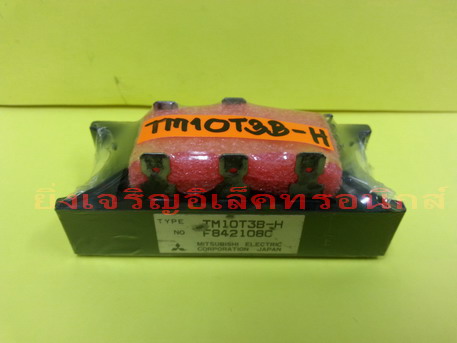 TM10T3B-H
ยิ่งเจริญอิเล็คทรอนิกส์
TYPE TM10T3B-H
NO F842108C
MITSUBISHI ELECTRIC
CORPORATION JAPAN